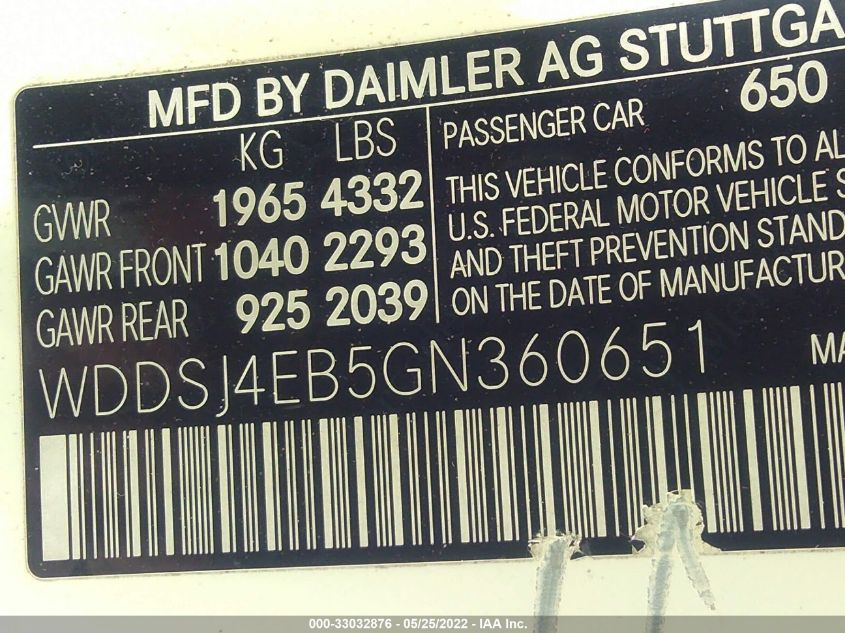 MFD BY DAIMLER AG STUTTGA
KG LBS
GVWR 1965 4332
GAWR FRONT 1040 2293
GAWR REAR 925 2039
PASSENGER CAR 650
THIS VEHICLE CONFORMS TO AL
U.S. FEDERAL MOTOR VEHICLE S
AND THEFT PREVENTION STAND
ON THE DATE OF MANUFACTUR
WDDSJ4EB5GN360651
MA
000-33032876 - 05/25/2022 - IAA Inc.